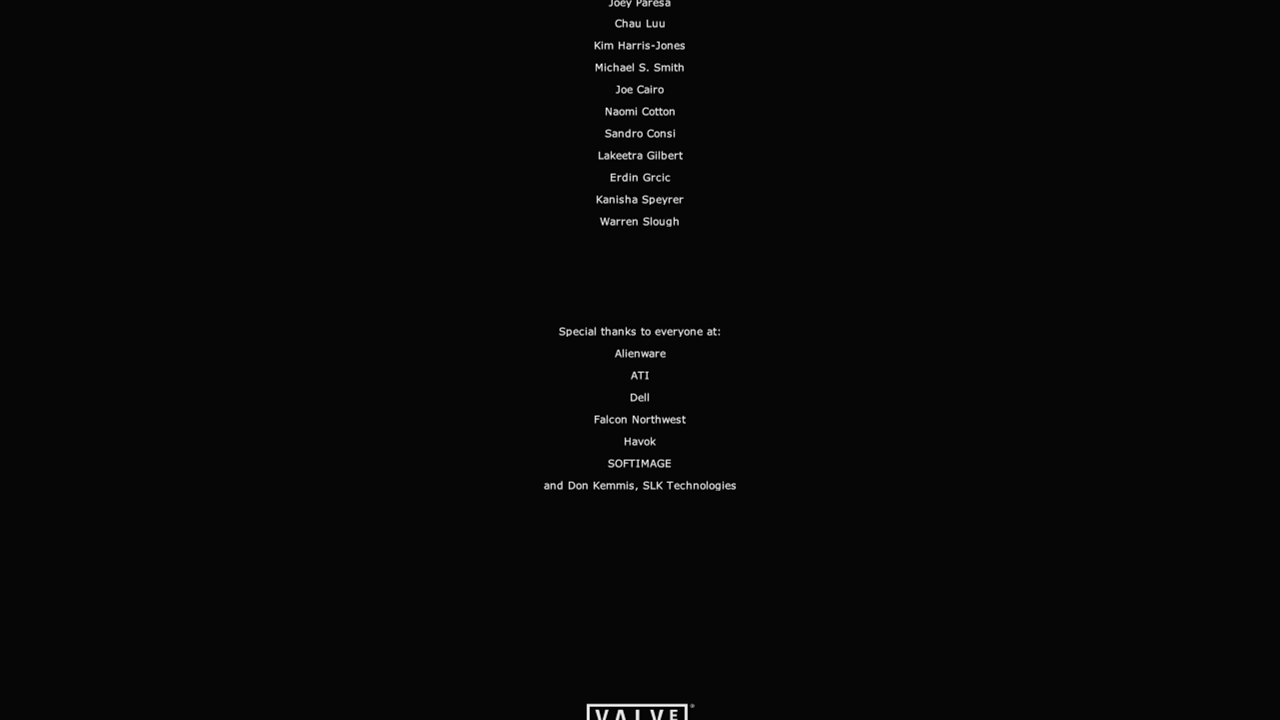 Joey Paresa
Chau Luu
Kim Harris-Jones
Michael S. Smith
Joe Cairo
Naomi Cotton
Sandro Consi
Lakeetra Gilbert
Erdin Grcic
Kanisha Speyrer
Warren Slough
Special thanks to everyone at:
Alienware
ATI
Dell
Falcon Northwest
Havok
SOFTIMAGE
and Don Kemmis, SLK Technologies
VALVE®